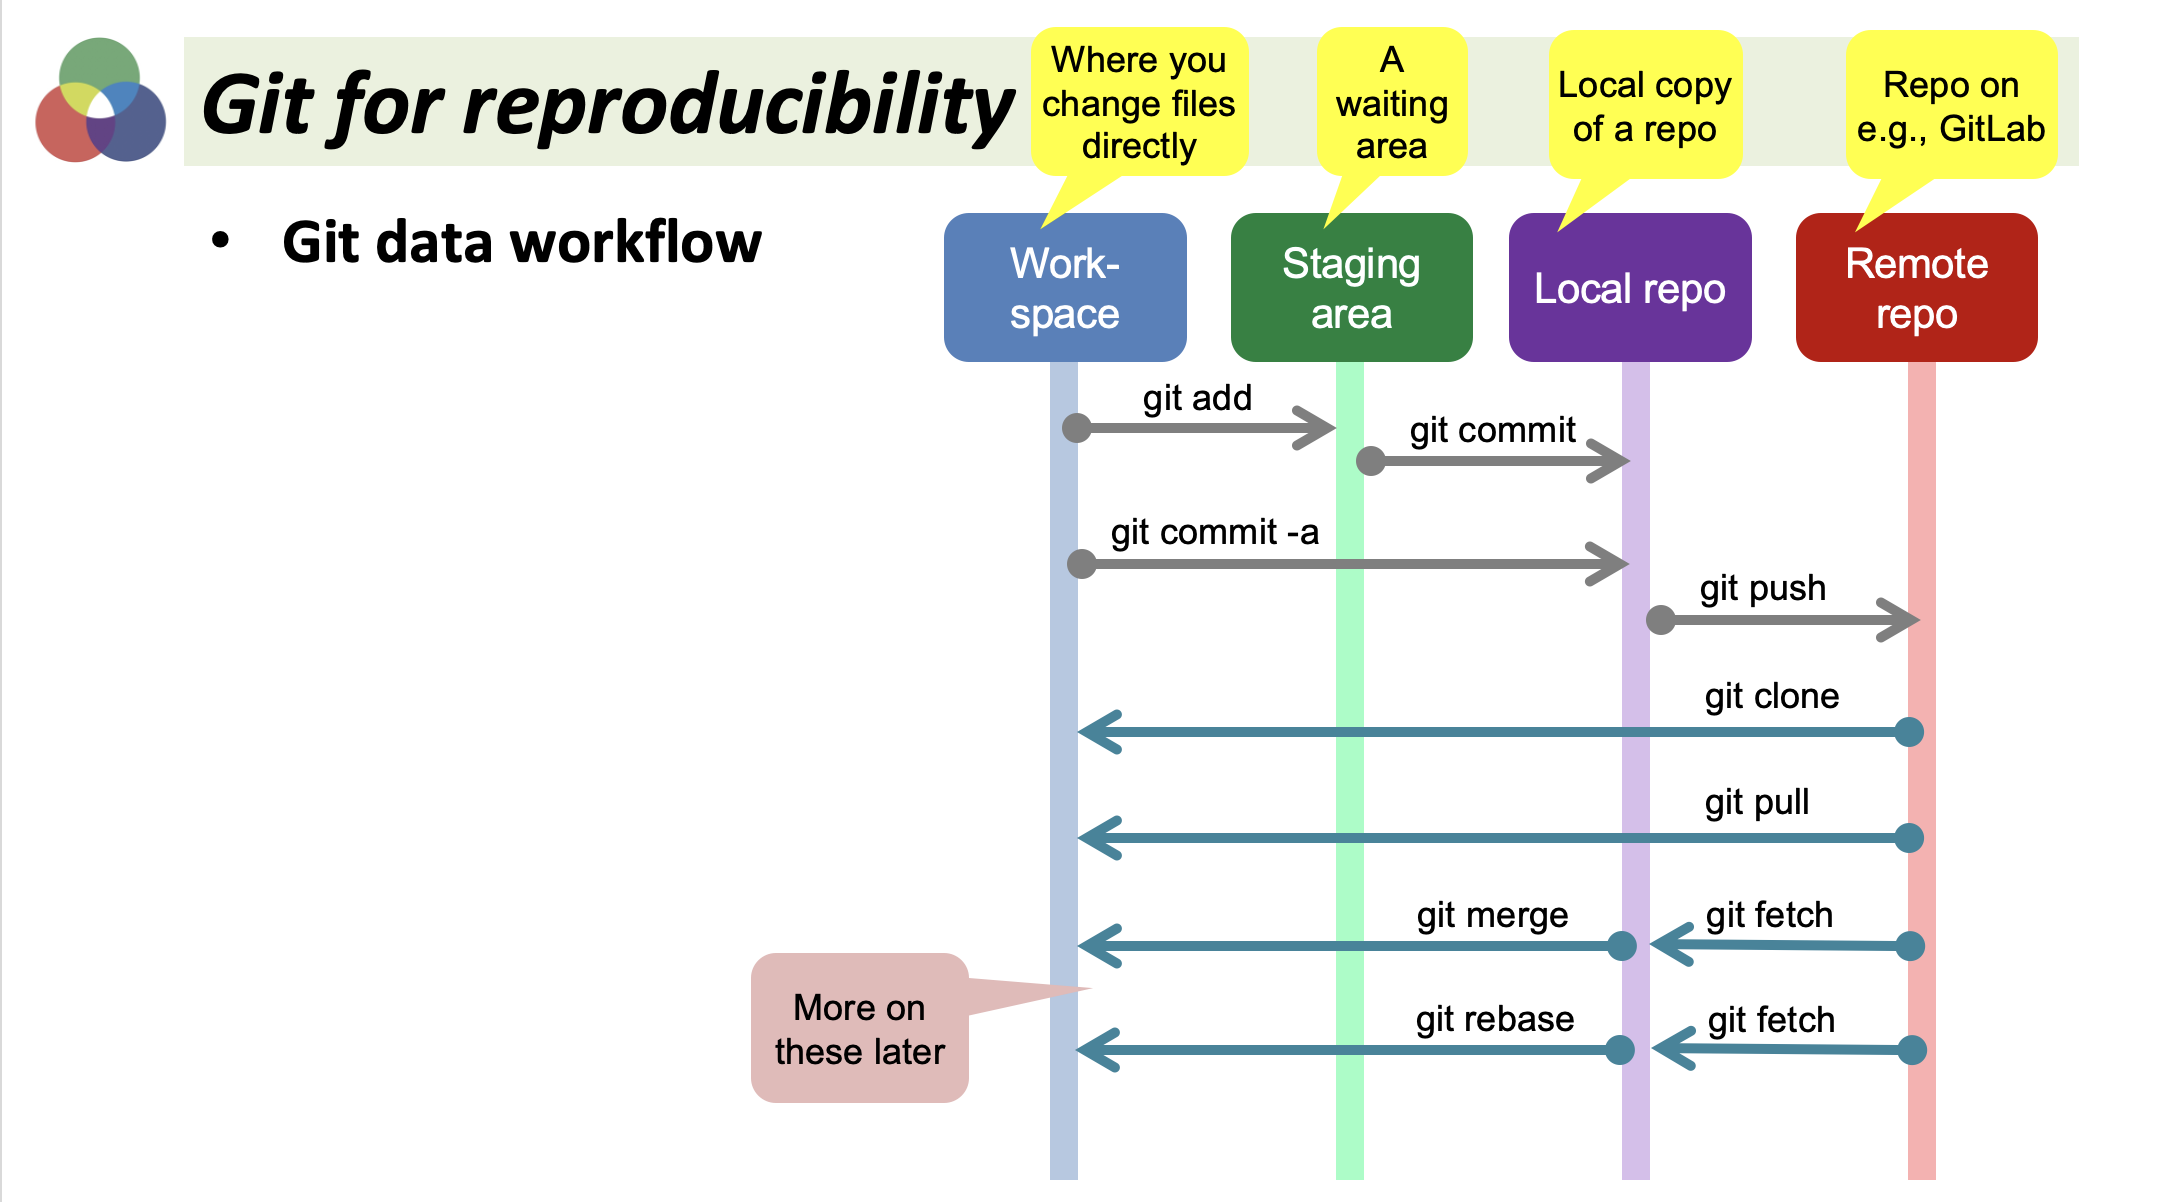 Git for reproducibility
Where you
change files
directly
A
waiting
area
Local copy
of a repo
Repo on
e.g., GitLab
• Git data workflow
Work-
space
Staging
area
Local repo
Remote
repo
git add
git commit
git commit -a
git push
git clone
git pull
git merge
git fetch
More on
these later
git rebase
git fetch